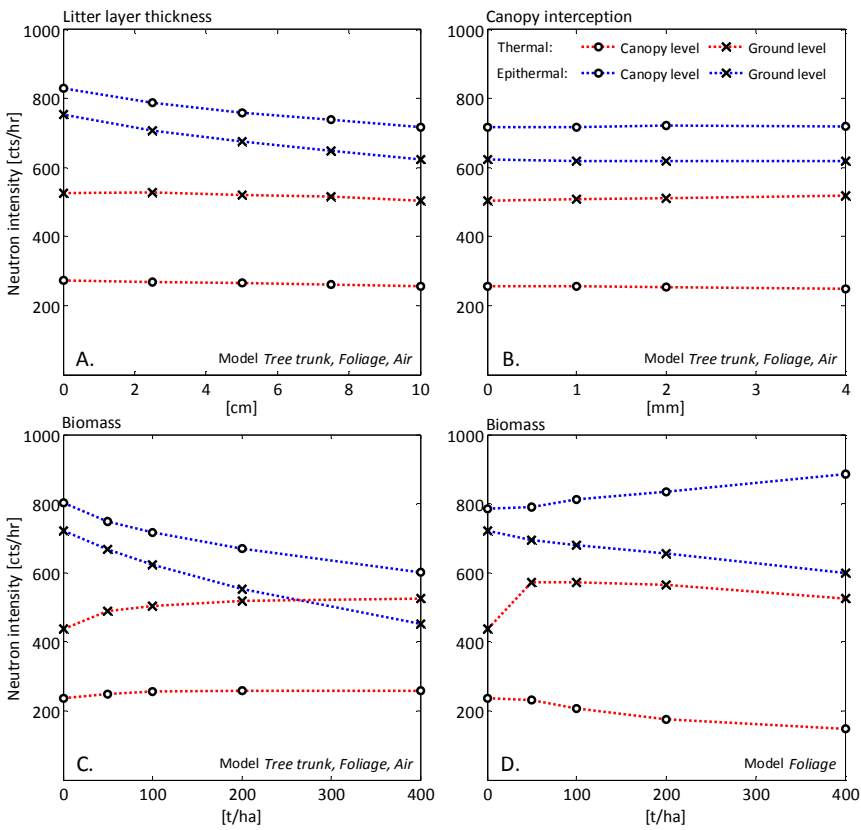 Litter layer thickness
Canopy interception
Neutron intensity [cts/hr]
1000
800
600
400
200
0
2
4
6
8
10
[cm]
A.
Model Tree trunk, Foliage, Air
1000
800
600
400
200
Thermal: Canopy level Ground level
Epithermal: Canopy level Ground level
0
1
2
3
4
[mm]
B.
Model Tree trunk, Foliage, Air
Biomass
Biomass
Neutron intensity [cts/hr]
1000
800
600
400
200
0
100
200
300
400
[t/ha]
C.
Model Tree trunk, Foliage, Air
1000
800
600
400
200
0
100
200
300
400
[t/ha]
D.
Model Foliage